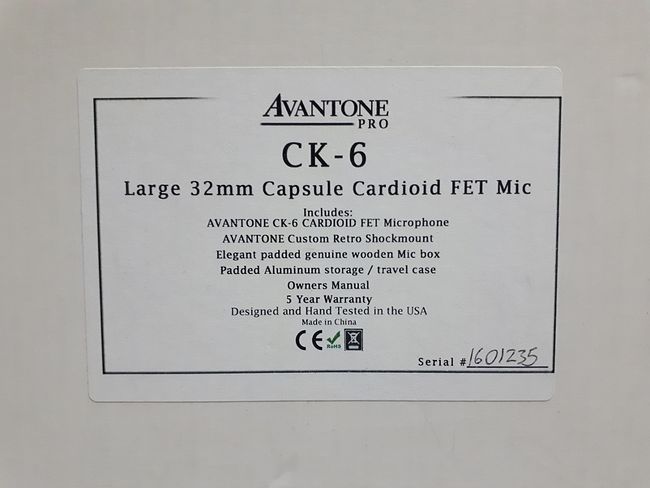 AVANTONE
PRO
CK-6
Large 32mm Capsule Cardioid FET Mic
Includes:
AVANTONE CK-6 CARDIOID FET Microphone
AVANTONE Custom Retro Shockmount
Elegant padded genuine wooden Mic box
Padded Aluminum storage / travel case
Owners Manual
5 Year Warranty
Designed and Hand Tested in the USA
Made in China
CE RoHS
Serial #1601235